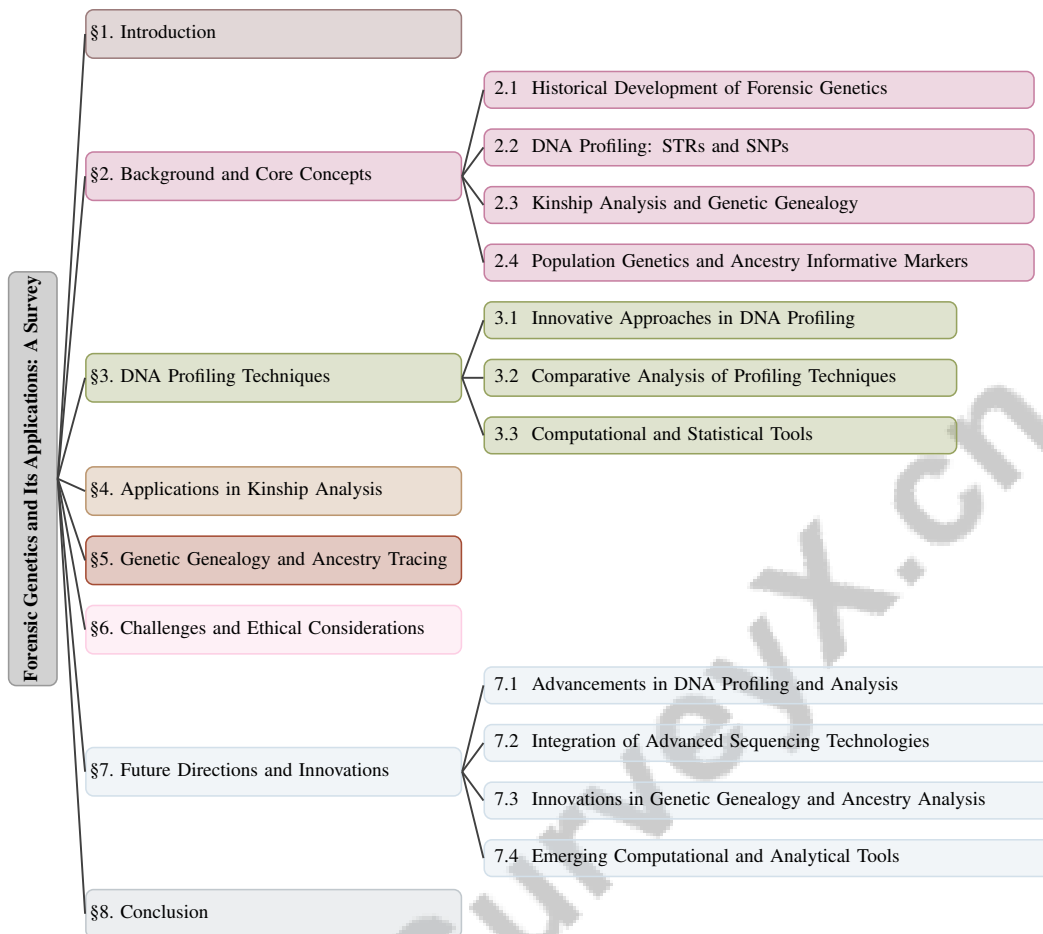 Forensic Genetics and Its Applications: A Survey
§1. Introduction
§2. Background and Core Concepts
2.1 Historical Development of Forensic Genetics
2.2 DNA Profiling: STRs and SNPs
2.3 Kinship Analysis and Genetic Genealogy
2.4 Population Genetics and Ancestry Informative Markers
§3. DNA Profiling Techniques
3.1 Innovative Approaches in DNA Profiling
3.2 Comparative Analysis of Profiling Techniques
3.3 Computational and Statistical Tools
§4. Applications in Kinship Analysis
§5. Genetic Genealogy and Ancestry Tracing
§6. Challenges and Ethical Considerations
§7. Future Directions and Innovations
7.1 Advancements in DNA Profiling and Analysis
7.2 Integration of Advanced Sequencing Technologies
7.3 Innovations in Genetic Genealogy and Ancestry Analysis
7.4 Emerging Computational and Analytical Tools
§8. Conclusion
Surveyx.cn